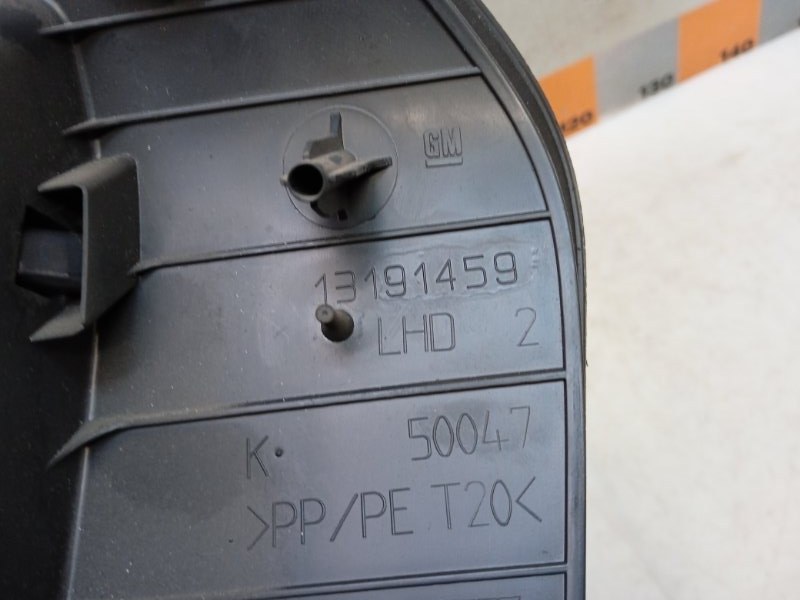 120 130 140
GM
13191459
LHD 2
K. 50047
>PP/PE T20<